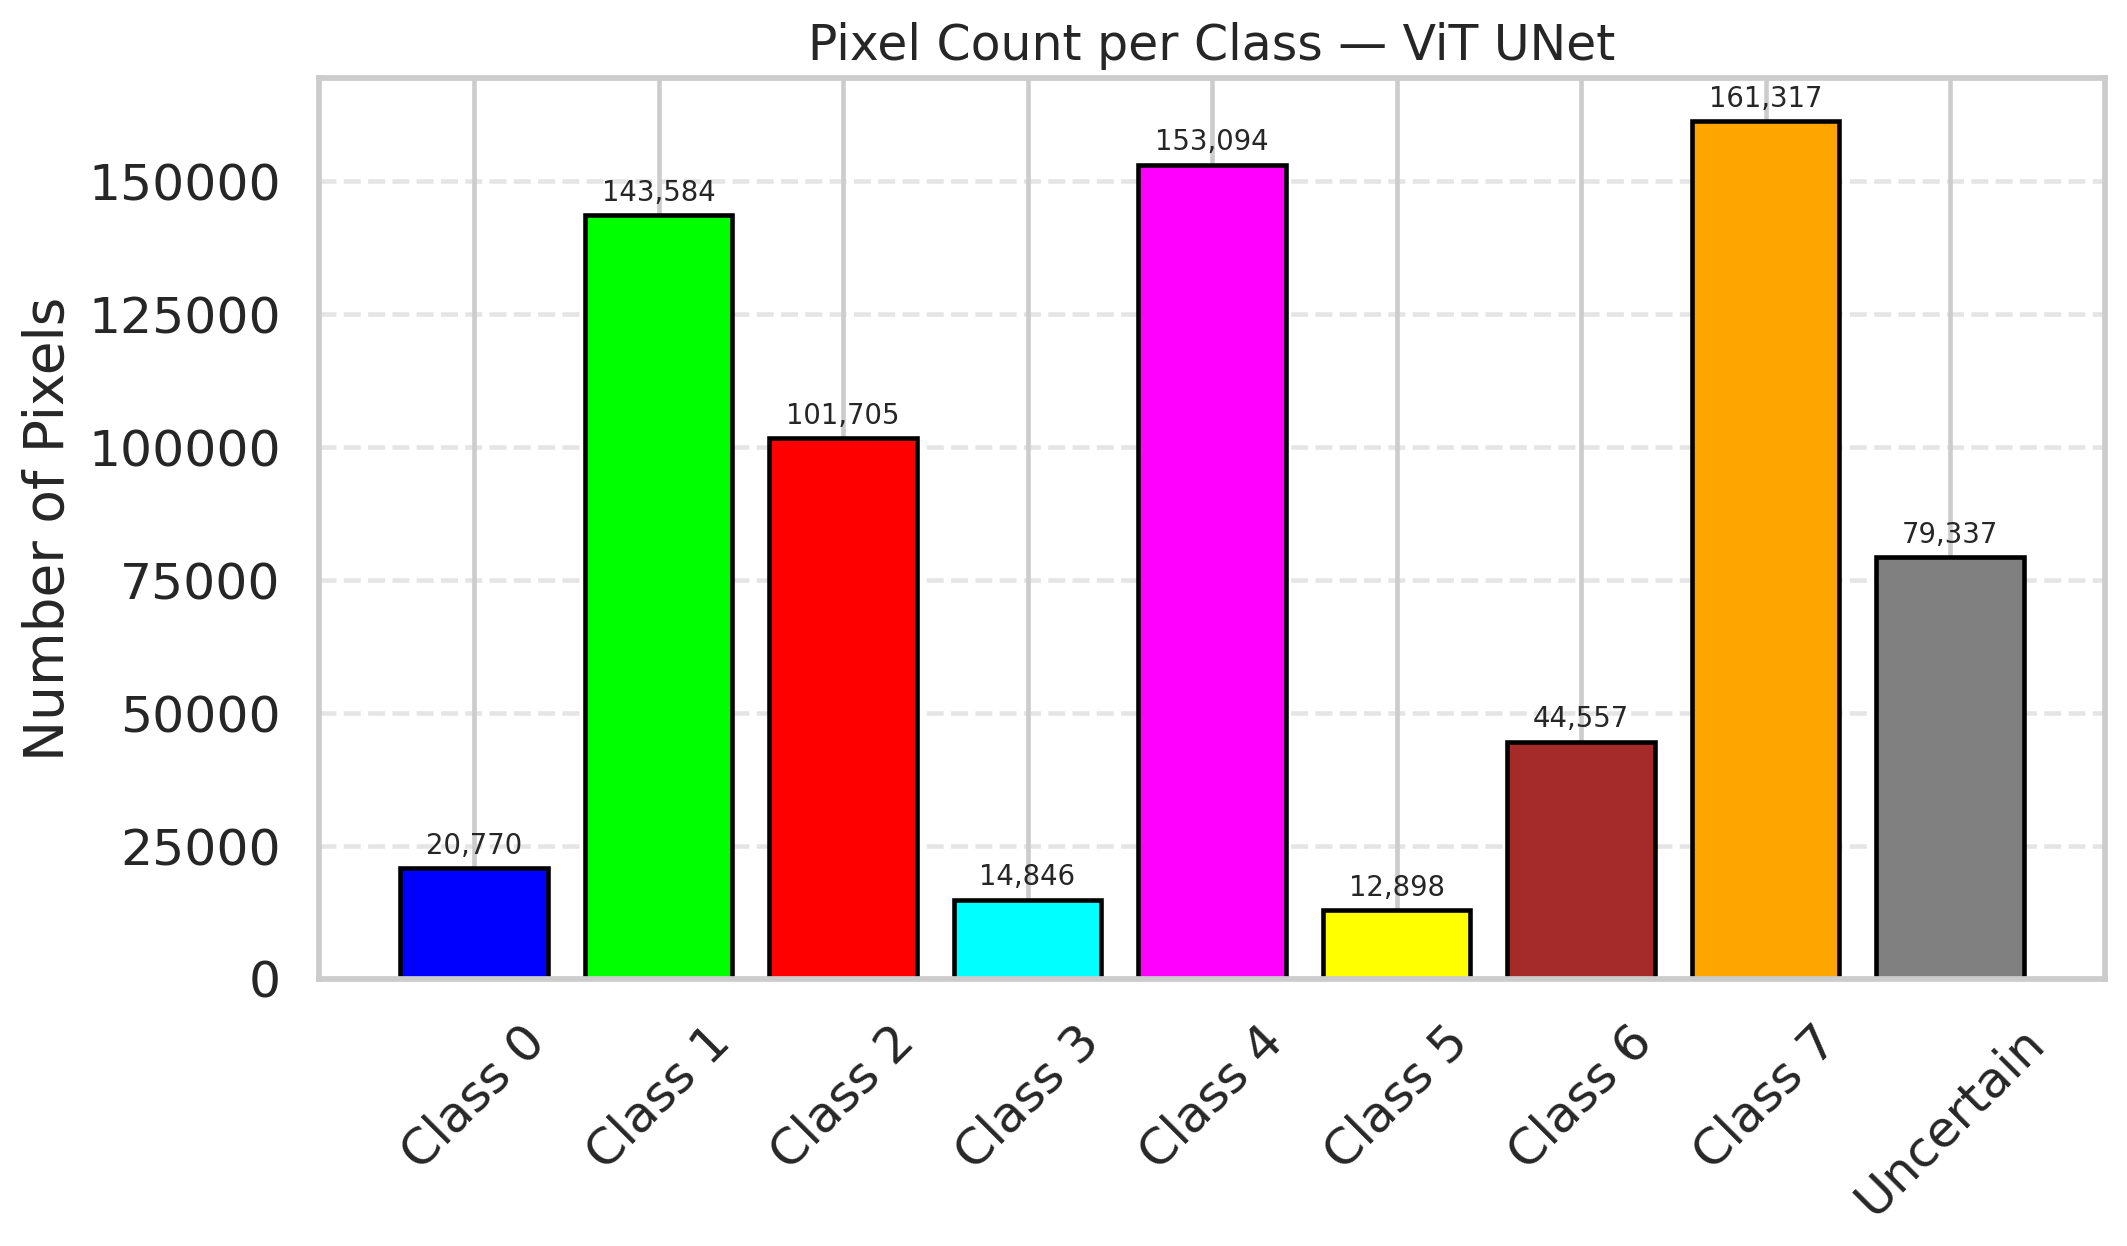 Pixel Count per Class — ViT UNet
Number of Pixels
150000
125000
100000
75000
50000
25000
0
20,770
143,584
101,705
14,846
153,094
12,898
44,557
161,317
79,337
Class 0
Class 1
Class 2
Class 3
Class 4
Class 5
Class 6
Class 7
Uncertain